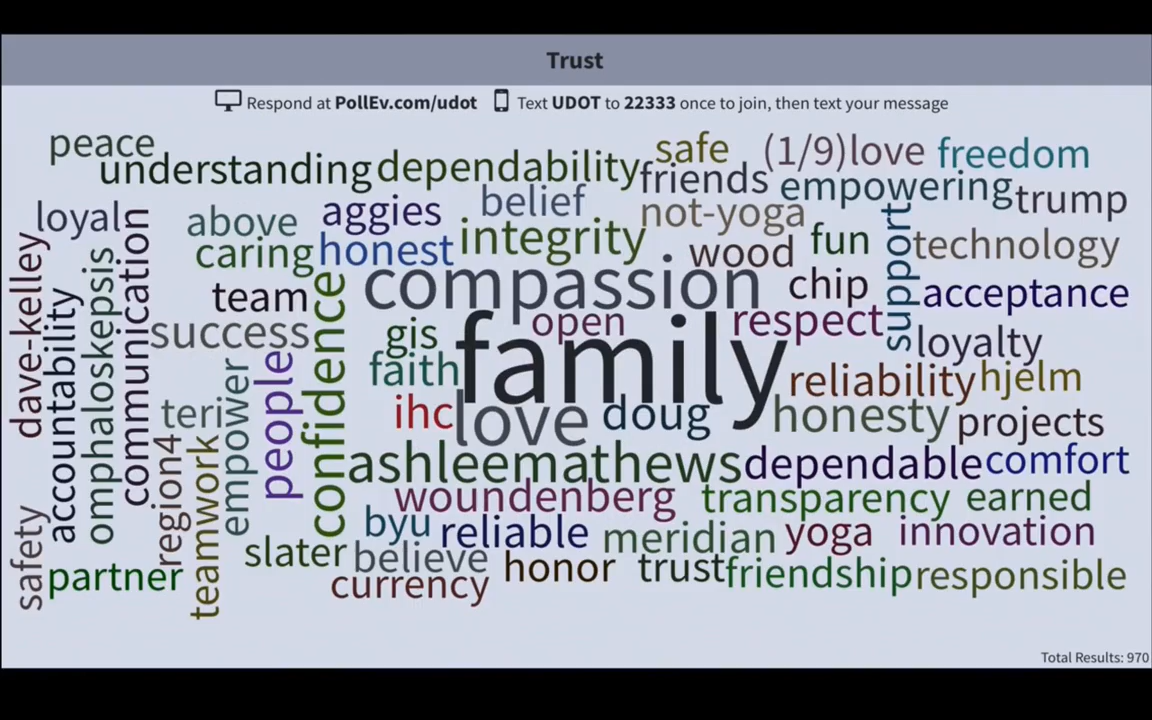 Trust
Respond at PollEv.com/udot Text UDOT to 22333 once to join, then text your message
peace
understanding
dependability
safe
friends
(1/9)love
freedom
empowering
trump
loyal
above
aggies
belief
not-yoga
caring
honest
integrity
wood
fun
support
technology
dave-kelley
accountability
omphaloskepsis
communication
team
confidence
compassion
chip
acceptance
success
gis
open
respect
loyalty
family
faith
reliability
hjelm
teri
empower
people
ihc
love
doug
honesty
projects
region4
teamwork
ashleemathews
dependable
comfort
woundenberg
transparency
earned
safety
byu
reliable
meridian
yoga
innovation
partner
slater
believe
honor
trust
friendship
responsible
currency
Total Results: 970